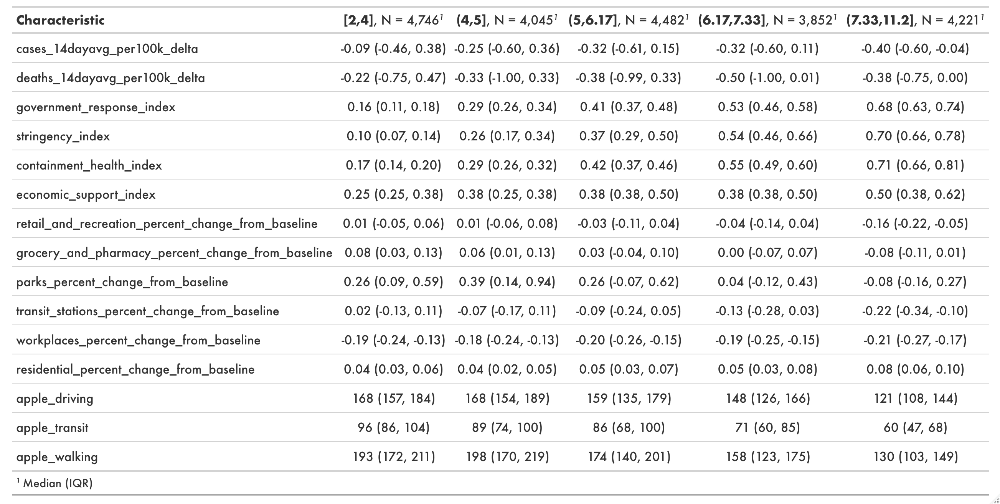 Characteristic [2,4], N = 4,746¹ (4,5], N = 4,045¹ (5,6.17], N = 4,482¹ (6.17,7.33], N = 3,852¹ (7.33,11.2], N = 4,221¹
cases_14dayavg_per100k_delta -0.09 (-0.46, 0.38) -0.25 (-0.60, 0.36) -0.32 (-0.61, 0.15) -0.32 (-0.60, 0.11) -0.40 (-0.60, -0.04)
deaths_14dayavg_per100k_delta -0.22 (-0.75, 0.47) -0.33 (-1.00, 0.33) -0.38 (-0.99, 0.33) -0.50 (-1.00, 0.01) -0.38 (-0.75, 0.00)
government_response_index 0.16 (0.11, 0.18) 0.29 (0.26, 0.34) 0.41 (0.37, 0.48) 0.53 (0.46, 0.58) 0.68 (0.63, 0.74)
stringency_index 0.10 (0.07, 0.14) 0.26 (0.17, 0.34) 0.37 (0.29, 0.50) 0.54 (0.46, 0.66) 0.70 (0.66, 0.78)
containment_health_index 0.17 (0.14, 0.20) 0.29 (0.26, 0.32) 0.42 (0.37, 0.46) 0.55 (0.49, 0.60) 0.71 (0.66, 0.81)
economic_support_index 0.25 (0.25, 0.38) 0.38 (0.25, 0.38) 0.38 (0.38, 0.50) 0.38 (0.38, 0.50) 0.50 (0.38, 0.62)
retail_and_recreation_percent_change_from_baseline 0.01 (-0.05, 0.06) 0.01 (-0.06, 0.08) -0.03 (-0.11, 0.04) -0.04 (-0.14, 0.04) -0.16 (-0.22, -0.05)
grocery_and_pharmacy_percent_change_from_baseline 0.08 (0.03, 0.13) 0.06 (0.01, 0.13) 0.03 (-0.04, 0.10) 0.00 (-0.07, 0.07) -0.08 (-0.11, 0.01)
parks_percent_change_from_baseline 0.26 (0.09, 0.59) 0.39 (0.14, 0.94) 0.26 (-0.07, 0.62) 0.04 (-0.12, 0.43) -0.08 (-0.16, 0.27)
transit_stations_percent_change_from_baseline 0.02 (-0.13, 0.11) -0.07 (-0.17, 0.11) -0.09 (-0.24, 0.05) -0.13 (-0.28, 0.03) -0.22 (-0.34, -0.10)
workplaces_percent_change_from_baseline -0.19 (-0.24, -0.13) -0.18 (-0.24, -0.13) -0.20 (-0.26, -0.15) -0.19 (-0.25, -0.15) -0.21 (-0.27, -0.17)
residential_percent_change_from_baseline 0.04 (0.03, 0.06) 0.04 (0.02, 0.05) 0.05 (0.03, 0.07) 0.05 (0.03, 0.08) 0.08 (0.06, 0.10)
apple_driving 168 (157, 184) 168 (154, 189) 159 (135, 179) 148 (126, 166) 121 (108, 144)
apple_transit 96 (86, 104) 89 (74, 100) 86 (68, 100) 71 (60, 85) 60 (47, 68)
apple_walking 193 (172, 211) 198 (170, 219) 174 (140, 201) 158 (123, 175) 130 (103, 149)
¹ Median (IQR)